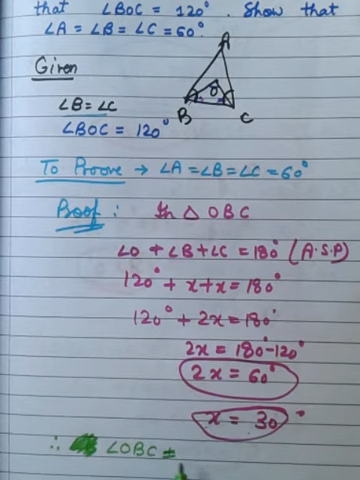 that ∠BOC = 120°. Show that
∠A = ∠B = ∠C = 60°.
Given
A
O
B
C
∠B = ∠C
∠BOC = 120°
To Proove → ∠A = ∠B = ∠C = 60°
Proof : In △ OBC
∠O + ∠B + ∠C = 180° (A.S.P)
120° + x + x = 180°
120° + 2x = 180°
2x = 180° - 120°
2x = 60°
x = 30°
∴ ∠OBC =